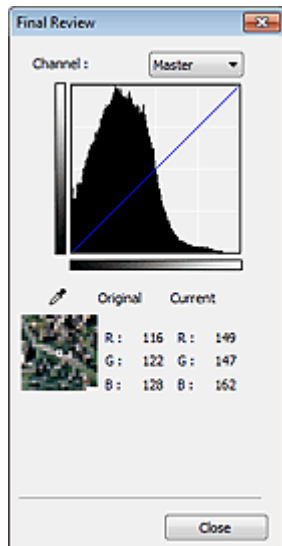 Final Review
Channel : Master
Original Current
R : 116 R : 149
G : 122 G : 147
B : 128 B : 162
Close